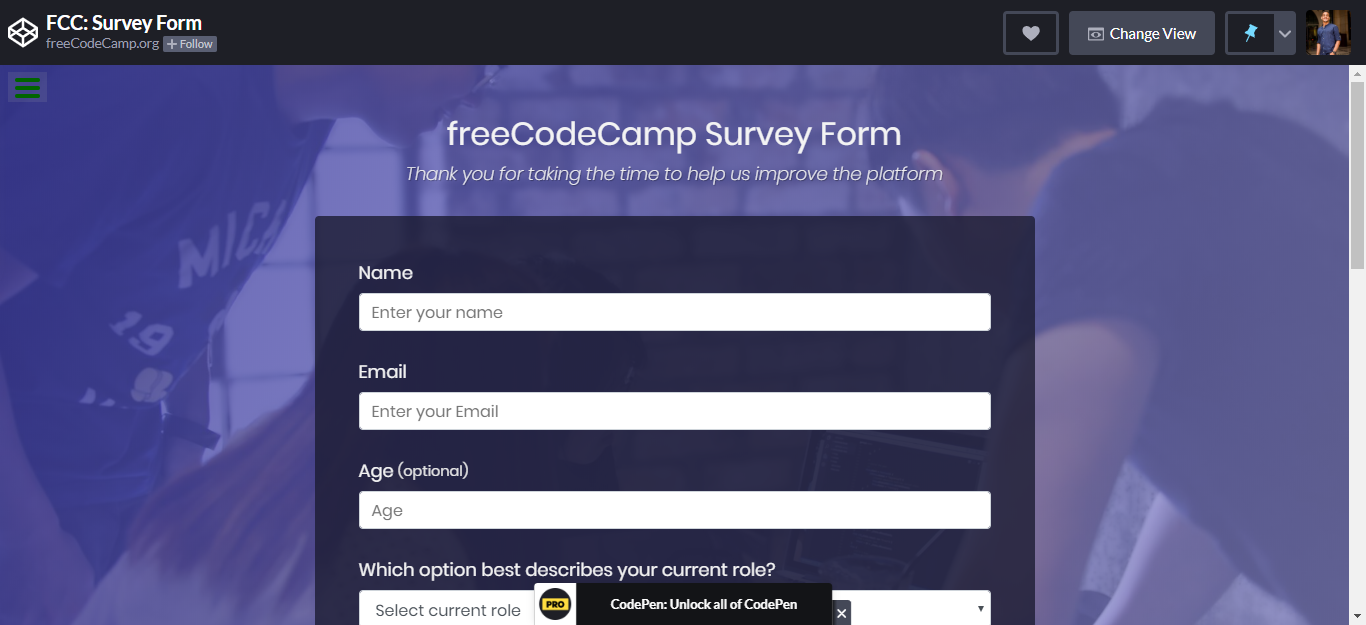 FCC: Survey Form
freeCodeCamp.org + Follow
Change View
freeCodeCamp Survey Form
Thank you for taking the time to help us improve the platform
MICH
19
Name
Enter your name
Email
Enter your Email
Age (optional)
Age
Which option best describes your current role?
Select current role
PRO
CodePen: Unlock all of CodePen